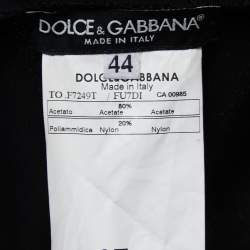 DOLCE & GABBANA
MADE IN ITALY
44
DOLCE&GABBANA
Made in Italy
TO .F7249T / FU7DI CA 00985
80%
Acetato Acetate Acetate
20%
Poliammidica Nylon Nylon